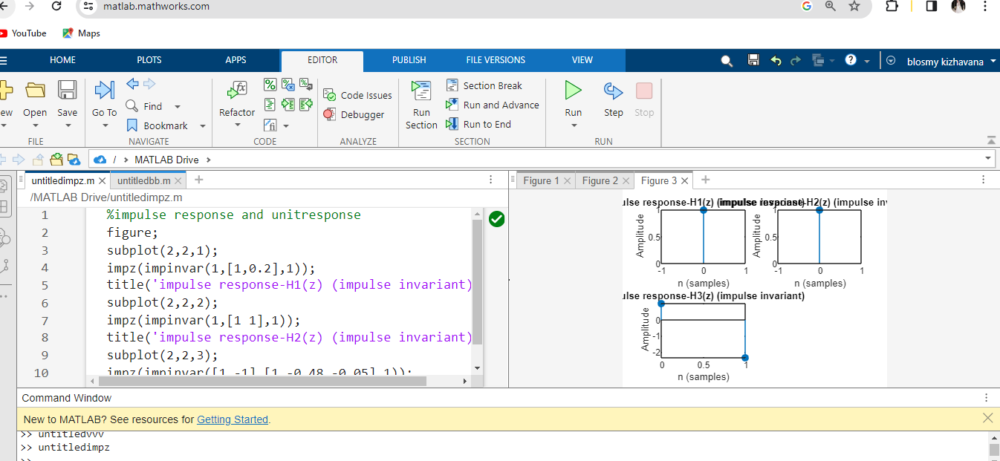 matlab.mathworks.com
YouTube Maps
HOME PLOTS APPS EDITOR PUBLISH FILE VERSIONS VIEW blosmy kizhavana
ew Open Save Go To Find Bookmark Refactor Code Issues Debugger Run Section Section Break Run and Advance Run to End Run Step Stop
FILE NAVIGATE CODE ANALYZE SECTION RUN
/ › MATLAB Drive ›
untitledimpz.m × untitledbb.m × +
/MATLAB Drive/untitledimpz.m
1 %impulse response and unitresponse
2 figure;
3 subplot(2,2,1);
4 impz(impinvar(1,[1,0.2],1));
5 title('impulse response-H1(z) (impulse invariant)
6 subplot(2,2,2);
7 impz(impinvar(1,[1 1],1));
8 title('impulse response-H2(z) (impulse invariant)
9 subplot(2,2,3);
10 impz(impinvar([1 -1],[1 -0.48 -0.05],1));
Figure 1 × Figure 2 × Figure 3 × +
ulse response-H1(z) (impulse invariant)
impulse response-H2(z) (impulse inv
Amplitude
1
0.5
0
-1 0 1
n (samples)
Amplitude
1
0.5
0
-1 0 1
n (samples)
ulse response-H3(z) (impulse invariant)
Amplitude
0
-1
-2
0 0.5 1
n (samples)
Command Window
New to MATLAB? See resources for Getting Started.
>> untitledvvv
>> untitledimpz
>>